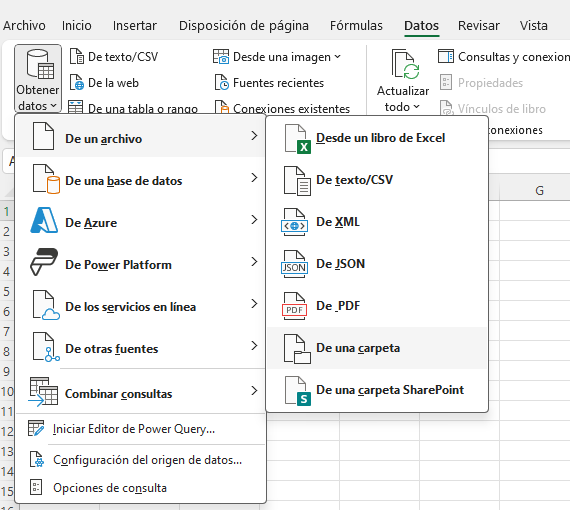 Archivo Inicio Insertar Disposición de página Fórmulas Datos Revisar Vista
Obtener datos
De texto/CSV
De la web
De una tabla o rango
Desde una imagen
Fuentes recientes
Conexiones existentes
Actualizar todo
Consultas y conexion
Propiedades
Vínculos de libro
conexiones
De un archivo
De una base de datos
De Azure
De Power Platform
De los servicios en línea
De otras fuentes
Combinar consultas
Iniciar Editor de Power Query...
Configuración del origen de datos...
Opciones de consulta
Desde un libro de Excel
De texto/CSV
De XML
JSON De JSON
PDF De PDF
De una carpeta
De una carpeta SharePoint
G
1
2
3
4
5
6
7
8
9
10
11
12
13
14
15